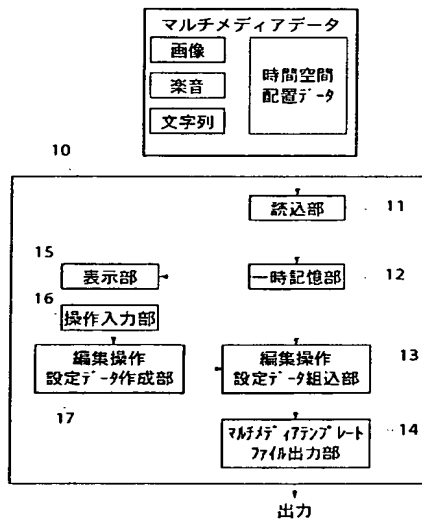 マルチメディアデータ
画像
楽音
文字列
時間空間
配置データ
10
読込部
11
15
表示部
一時記憶部
12
16
操作入力部
編集操作
設定データ作成部
編集操作
設定データ組込部
13
17
マルチメディアテンプレート
ファイル出力部
14
出力